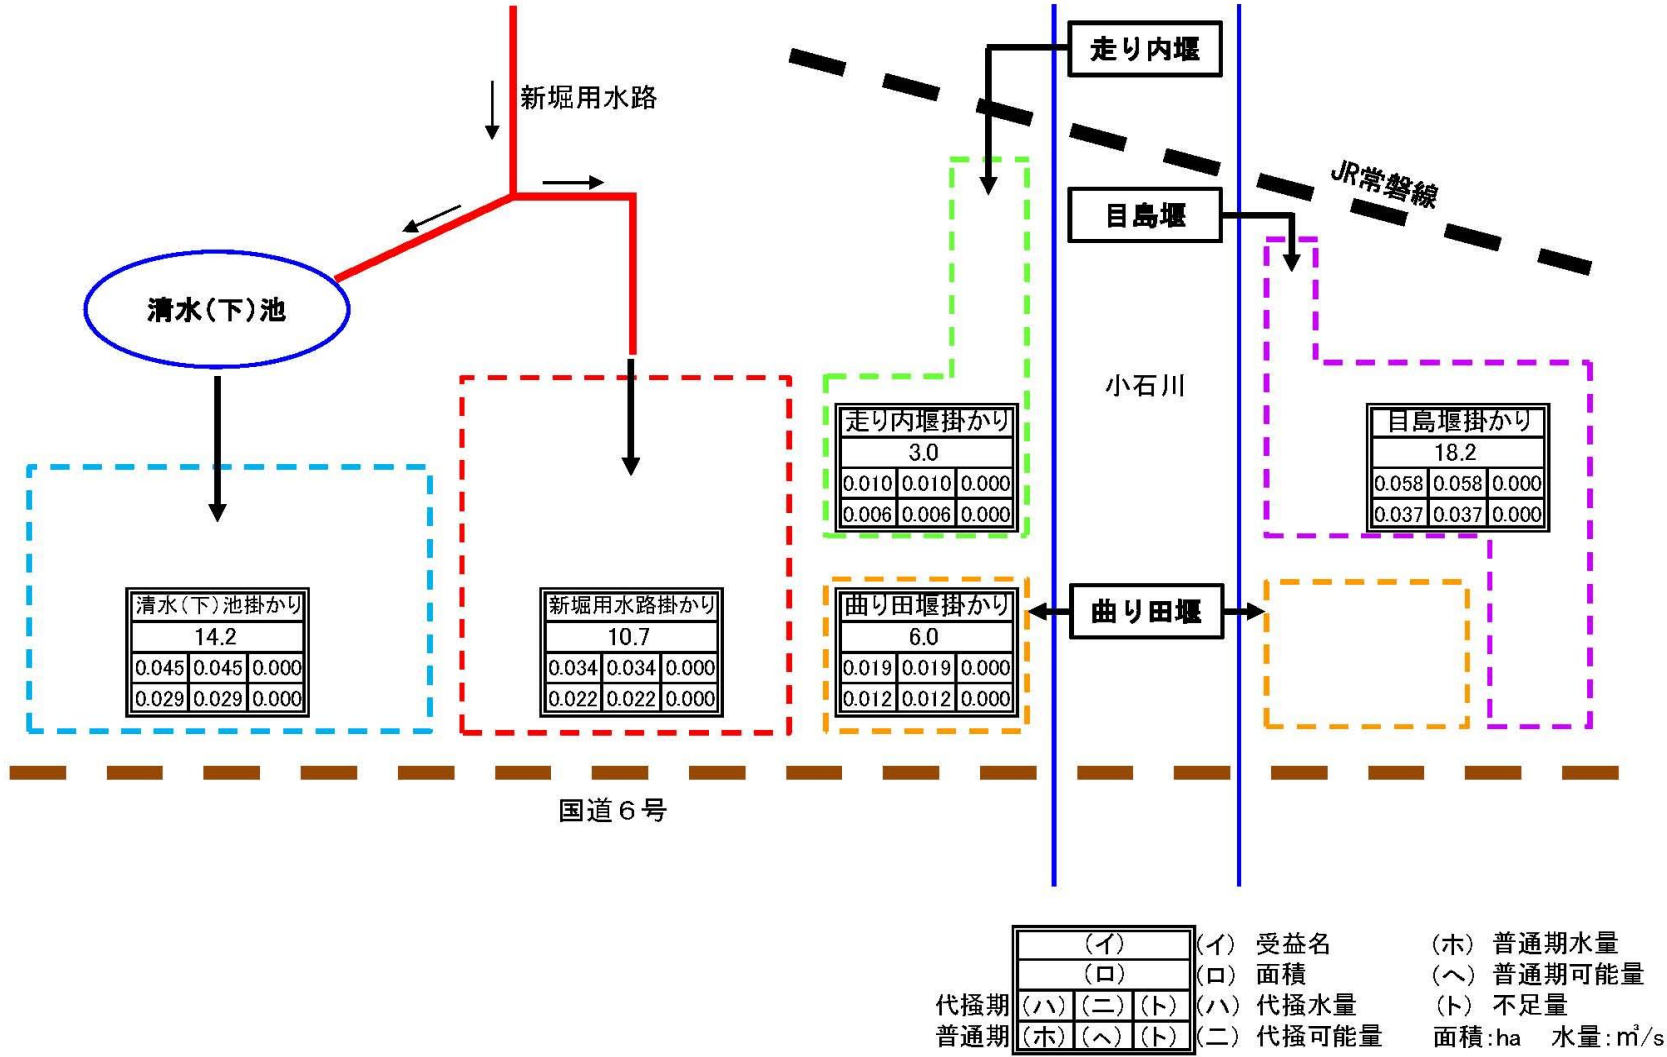 走り内堰
新堀用水路
JR常磐線
目島堰
清水(下)池
小石川
走り内堰掛かり
3.0
0.010 0.010 0.000
0.006 0.006 0.000
目島堰掛かり
18.2
0.058 0.058 0.000
0.037 0.037 0.000
清水(下)池掛かり
14.2
0.045 0.045 0.000
0.029 0.029 0.000
新堀用水路掛かり
10.7
0.034 0.034 0.000
0.022 0.022 0.000
曲り田堰掛かり
6.0
0.019 0.019 0.000
0.012 0.012 0.000
曲り田堰
国道6号
(イ) (イ) 受益名 (ホ) 普通期水量
(ロ) (ロ) 面積 (ヘ) 普通期可能量
代掻期 (ハ) (ニ) (ト) (ハ) 代掻水量 (ト) 不足量
普通期 (ホ) (ヘ) (ト) (ニ) 代掻可能量 面積:ha 水量:㎥/s